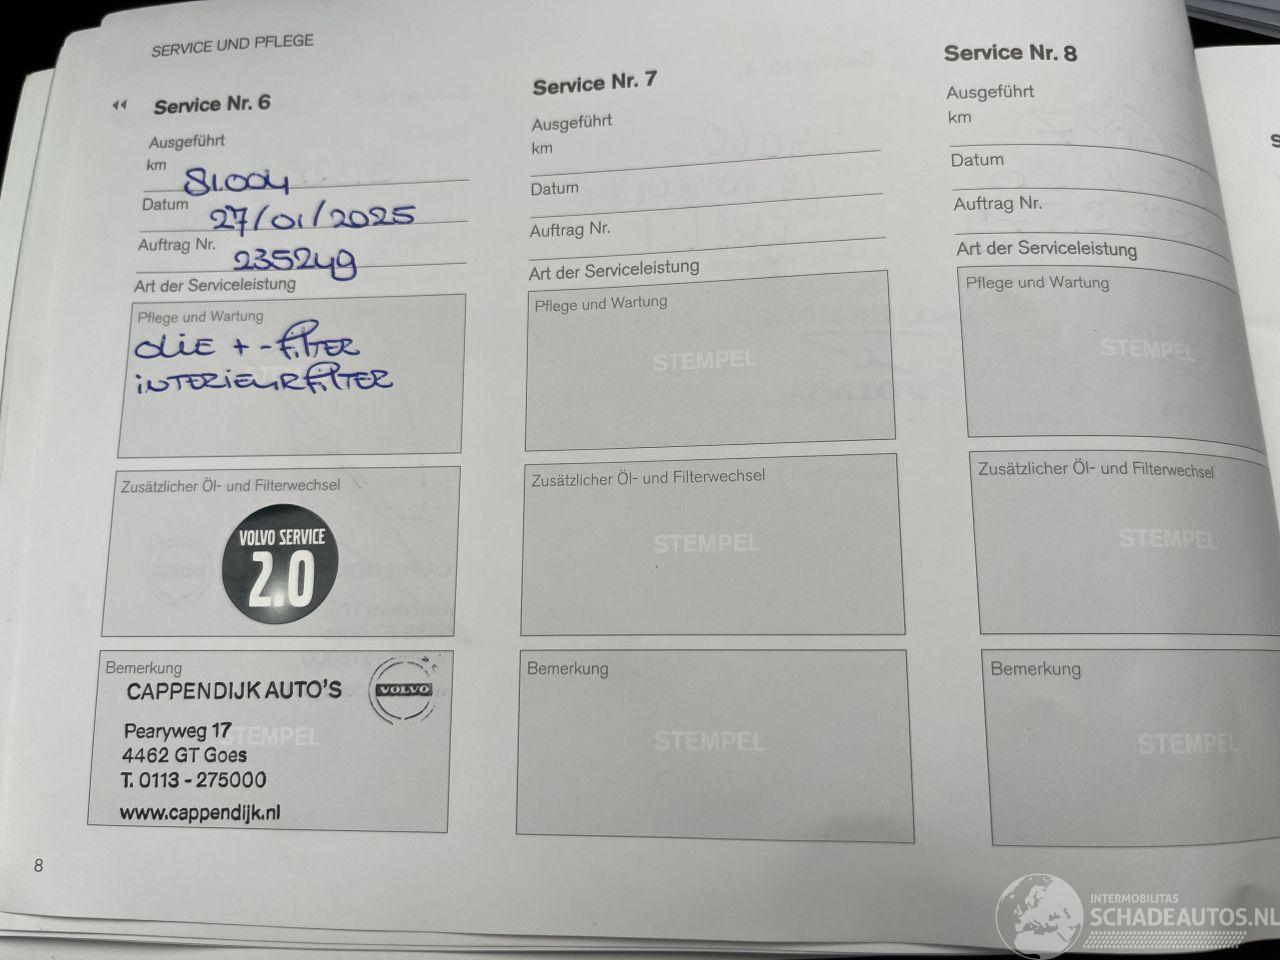 SERVICE UND PFLEGE
Service Nr. 6
Ausgeführt
km 81.004
Datum 27/01/2025
Auftrag Nr. 235249
Art der Serviceleistung
Pflege und Wartung
OLIE + -FILTER
INTERIEURFILTER
Zusätzlicher Öl- und Filterwechsel
VOLVO SERVICE
2.0
Bemerkung
CAPPENDIJK AUTO'S
VOLVO
Pearyweg 17
STEMPEL
4462 GT Goes
T. 0113 - 275000
www.cappendijk.nl
8
Service Nr. 7
Ausgeführt
km
Datum
Auftrag Nr.
Art der Serviceleistung
Pflege und Wartung
STEMPEL
Zusätzlicher Öl- und Filterwechsel
STEMPEL
Bemerkung
STEMPEL
Service Nr. 8
Ausgeführt
km
Datum
Auftrag Nr.
Art der Serviceleistung
Pflege und Wartung
STEMPEL
Zusätzlicher Öl- und Filterwechsel
STEMPEL
Bemerkung
STEMPEL
INTERMOBILITAS
SCHADEAUTOS.NL